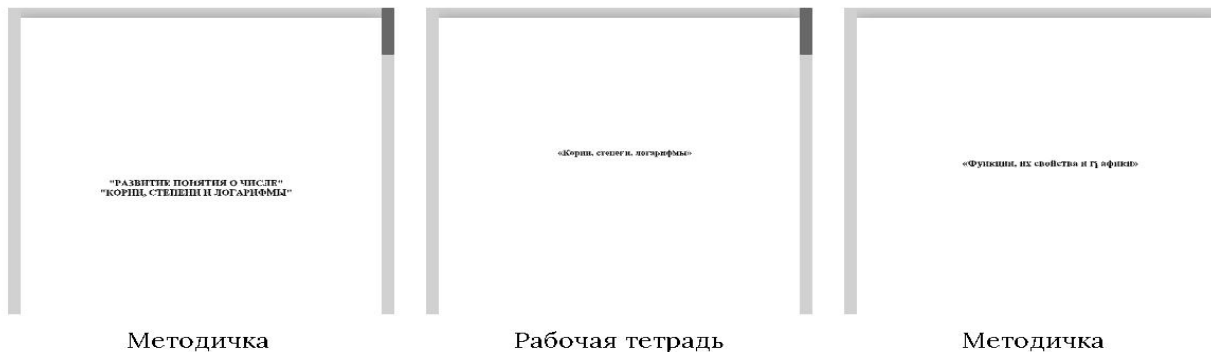 "РАЗВИТИЕ ПОНЯТИЯ О ЧИСЛЕ"
"КОРНИ, СТЕПЕНИ И ЛОГАРИФМЫ"
Методичка
«Корни, степени, логарифмы»
Рабочая тетрадь
«Функции, их свойства и графики»
Методичка